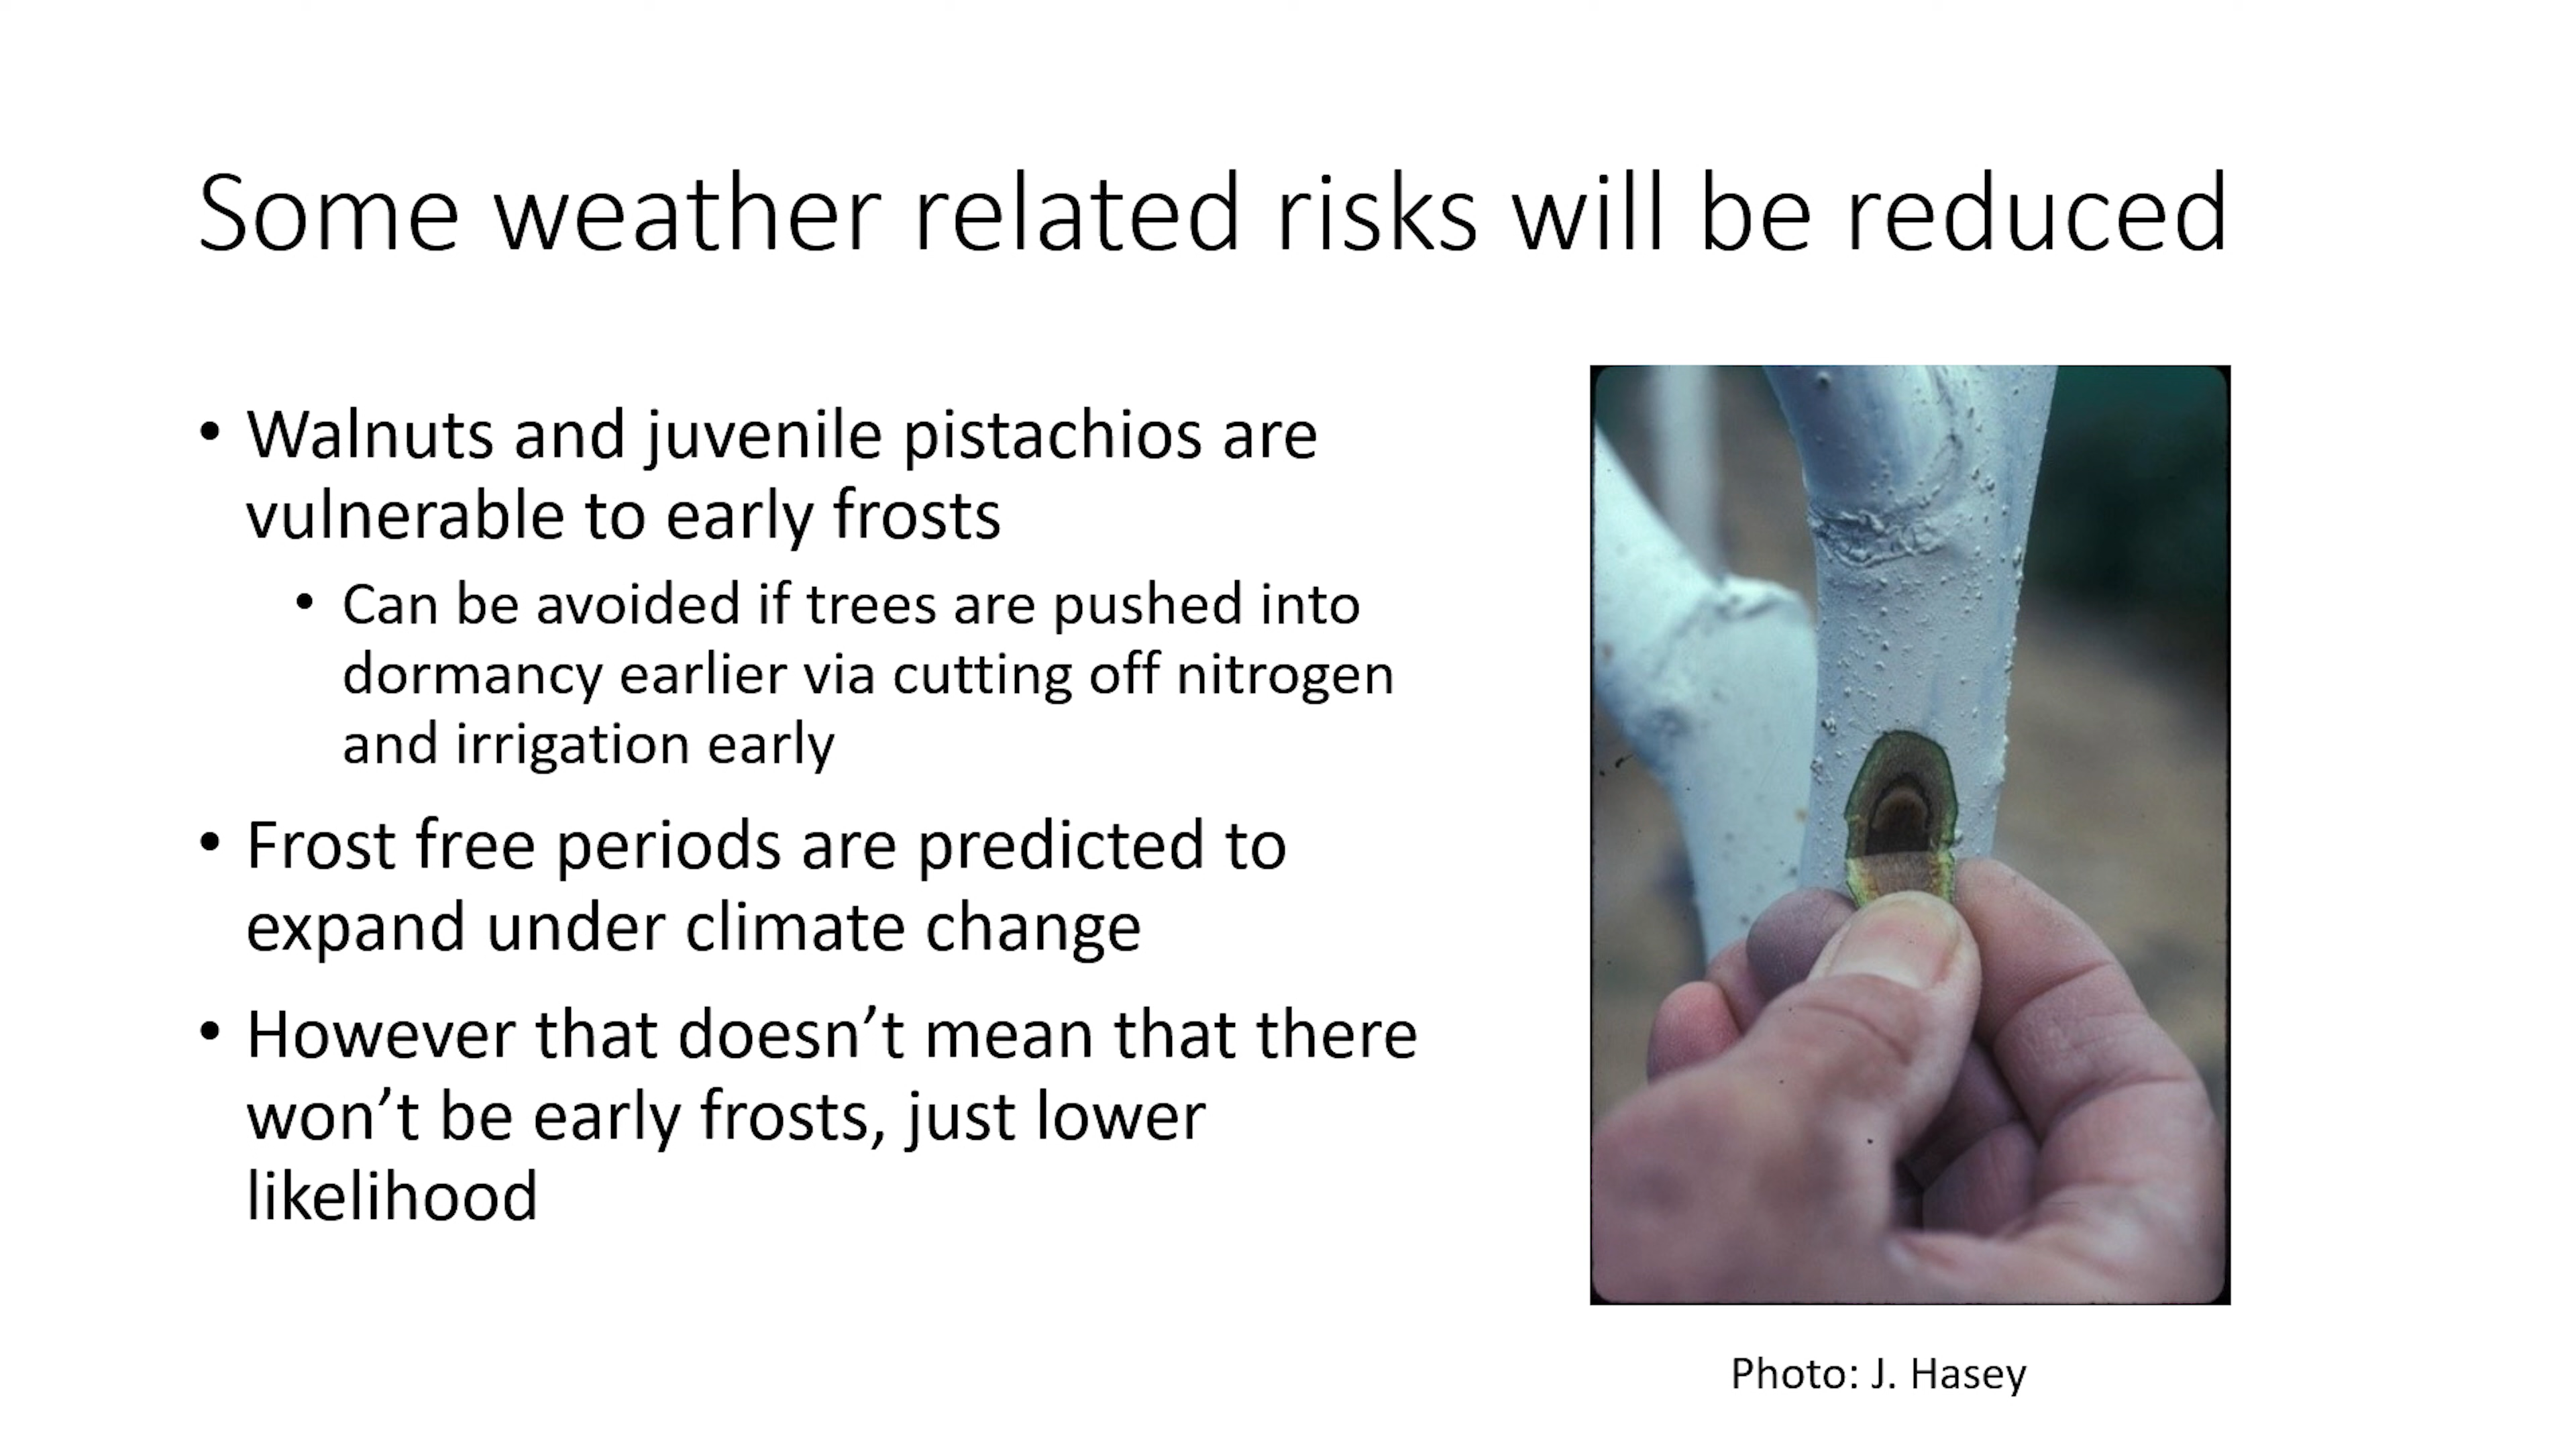 Some weather related risks will be reduced
• Walnuts and juvenile pistachios are
vulnerable to early frosts
• Can be avoided if trees are pushed into
dormancy earlier via cutting off nitrogen
and irrigation early
• Frost free periods are predicted to
expand under climate change
• However that doesn’t mean that there
won’t be early frosts, just lower
likelihood
Photo: J. Hasey